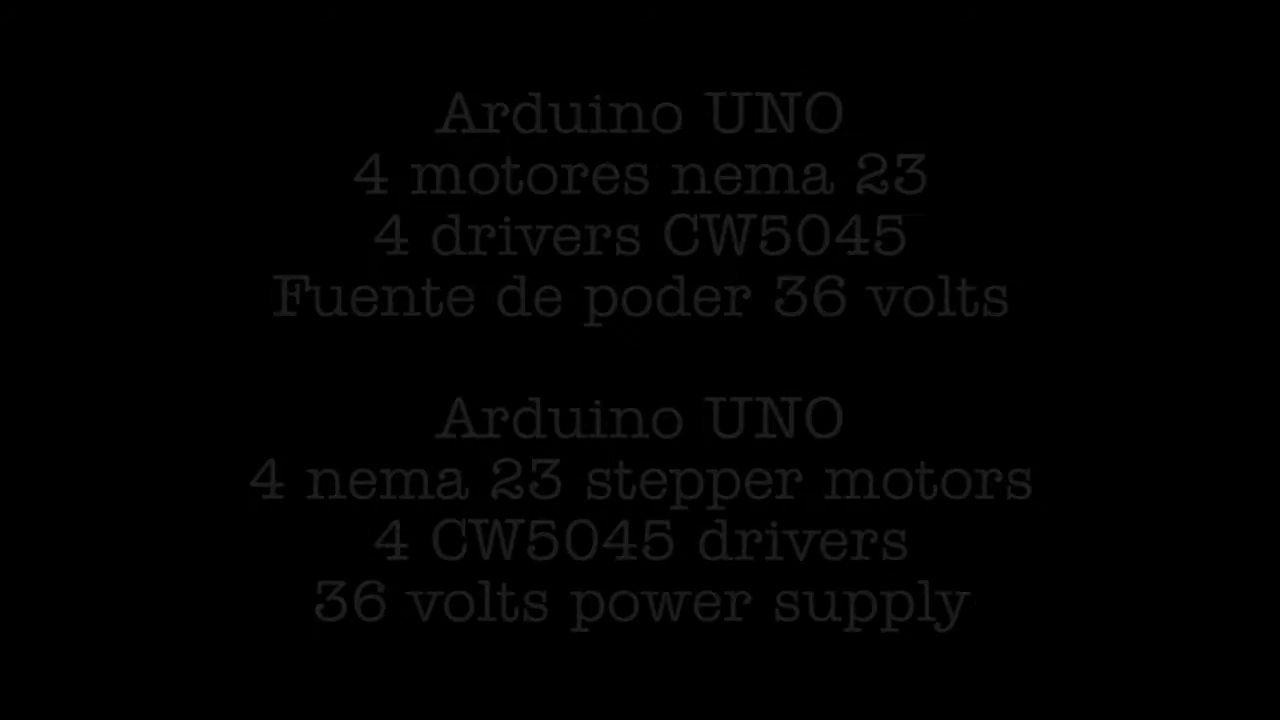 Arduino UNO
4 motores nema 23
4 drivers CW5045
Fuente de poder 36 volts
Arduino UNO
4 nema 23 stepper motors
4 CW5045 drivers
36 volts power supply